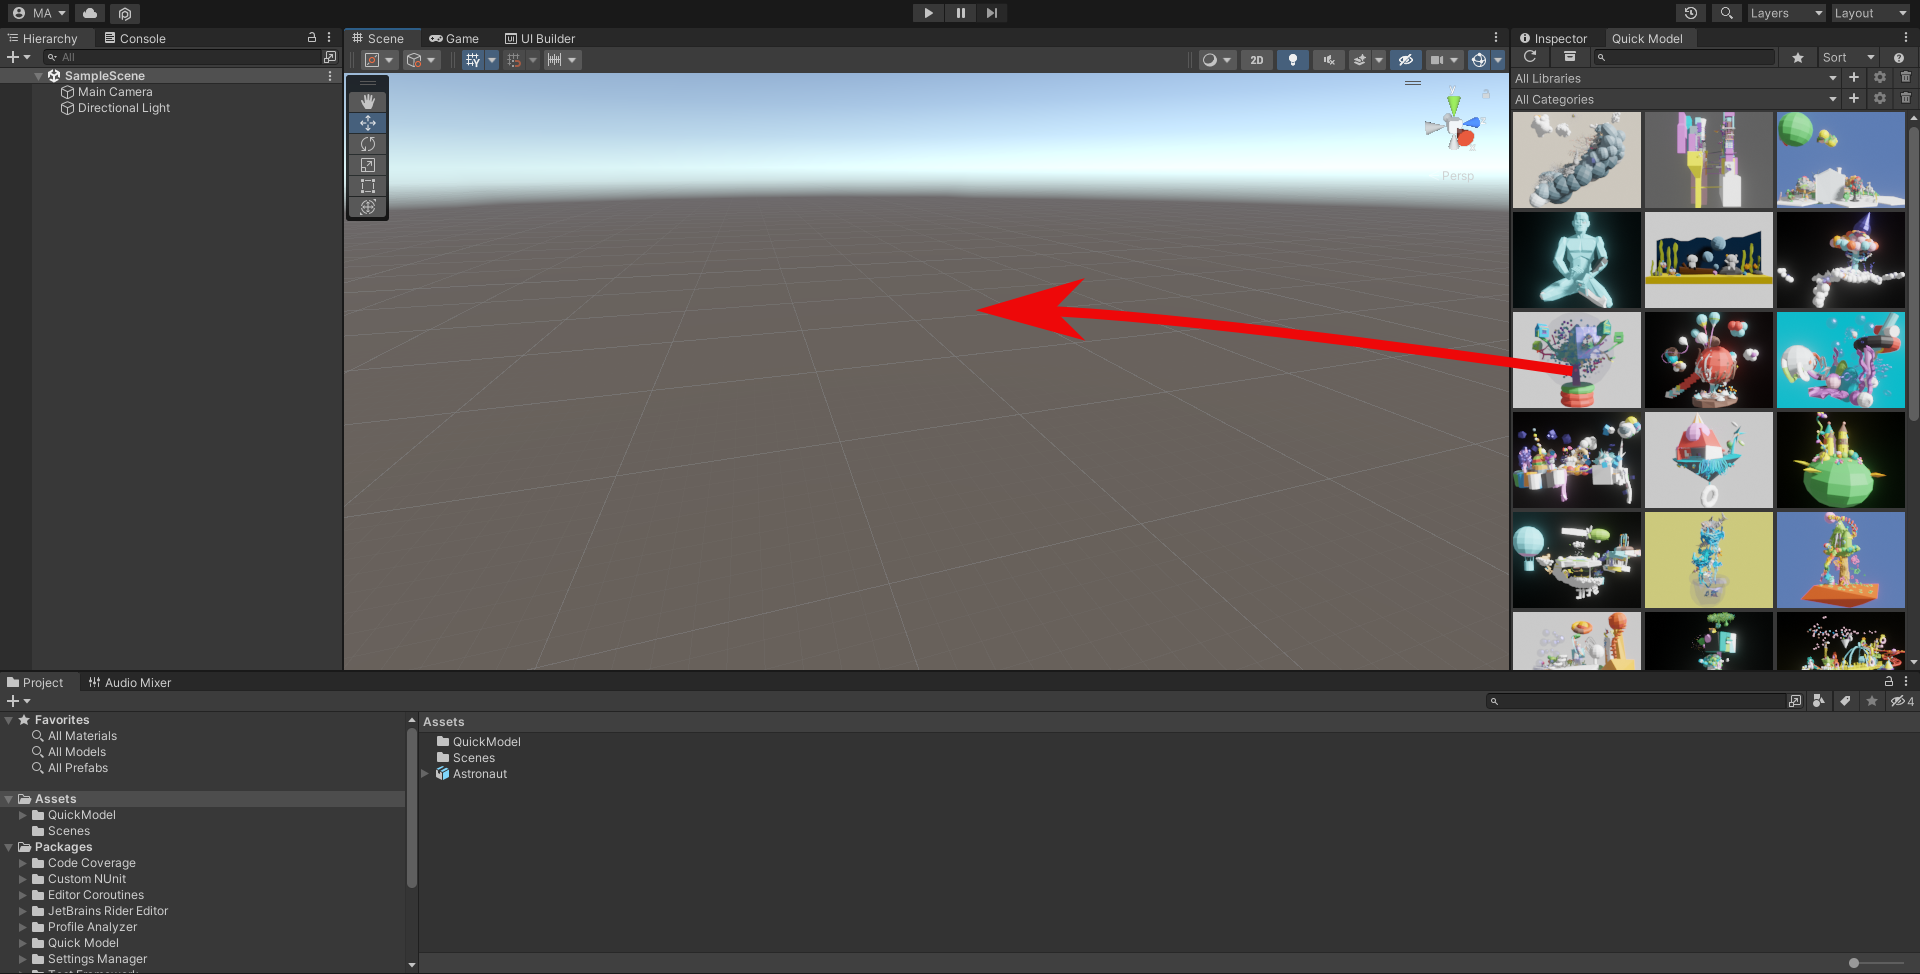 MA
Layers
Layout
Hierarchy
Console
Scene
Game
UI Builder
Inspector
Quick Model
All
2D
Sort
SampleScene
Main Camera
Directional Light
All Libraries
All Categories
Persp
Project
Audio Mixer
4
Favorites
All Materials
All Models
All Prefabs
Assets
QuickModel
Scenes
Packages
Code Coverage
Custom NUnit
Editor Coroutines
JetBrains Rider Editor
Profile Analyzer
Quick Model
Settings Manager
Assets
QuickModel
Scenes
Astronaut